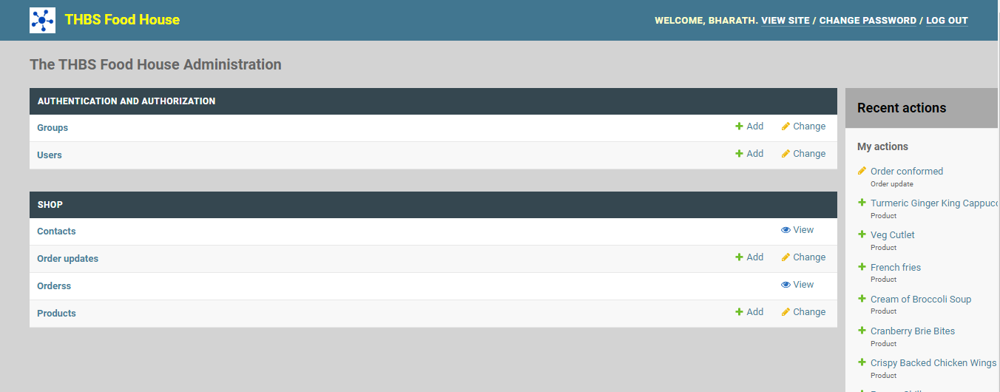 THBS Food House
WELCOME, BHARATH. VIEW SITE / CHANGE PASSWORD / LOG OUT
The THBS Food House Administration
AUTHENTICATION AND AUTHORIZATION
Groups Add Change
Users Add Change
SHOP
Contacts View
Order updates Add Change
Orderss View
Products Add Change
Recent actions
My actions
Order conformed
Order update
Turmeric Ginger King
Product
Veg Cutlet
Product
French fries
Product
Cream of Broccoli Soup
Product
Cranberry Brie Bites
Product
Crispy Backed Chicken Wings
Product